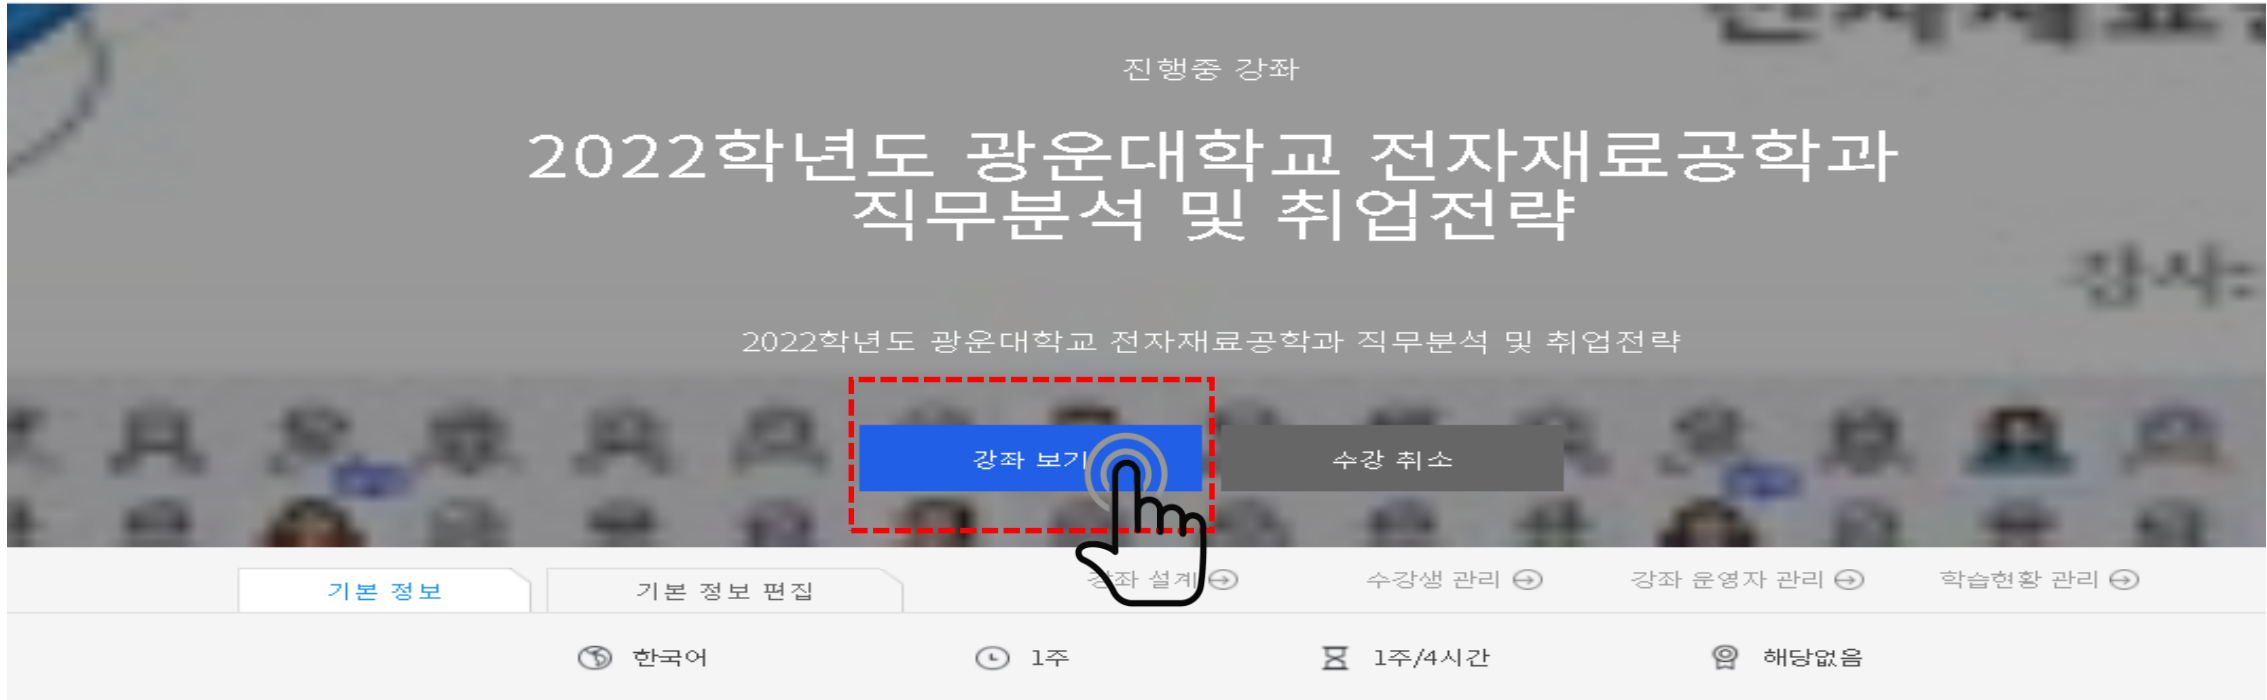 진행중 강좌
2022학년도 광운대학교 전자재료공학과
직무분석 및 취업전략
강사:
2022학년도 광운대학교 전자재료공학과 직무분석 및 취업전략
강좌 보기
수강 취소
기본 정보
기본 정보 편집
강좌 설계
수강생 관리
강좌 운영자 관리
학습현황 관리
한국어
1주
1주/4시간
해당없음